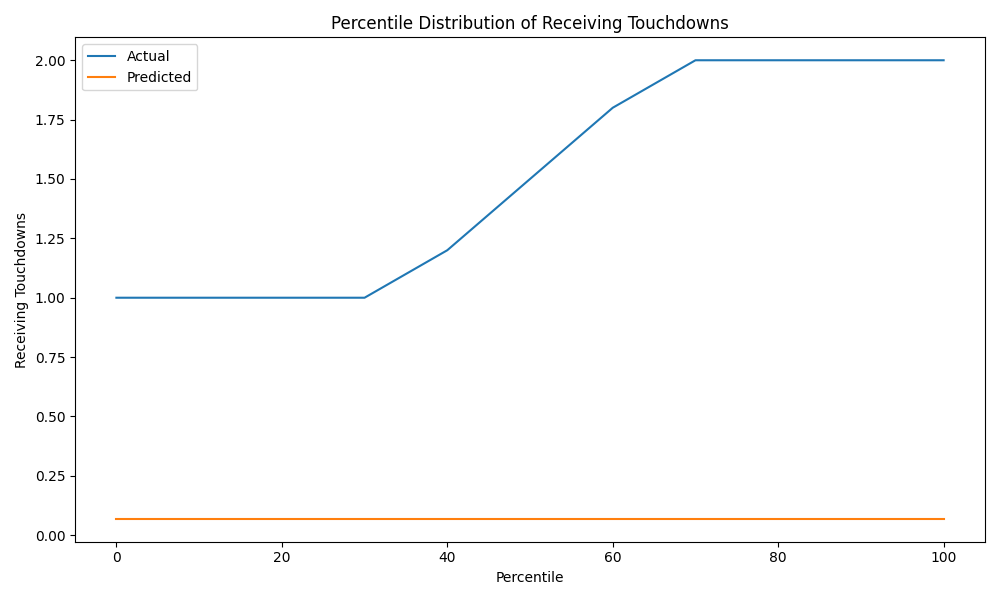 Percentile Distribution of Receiving Touchdowns
Actual
Predicted
2.00
1.75
1.50
1.25
1.00
0.75
0.50
0.25
0.00
Receiving Touchdowns
0 20 40 60 80 100
Percentile